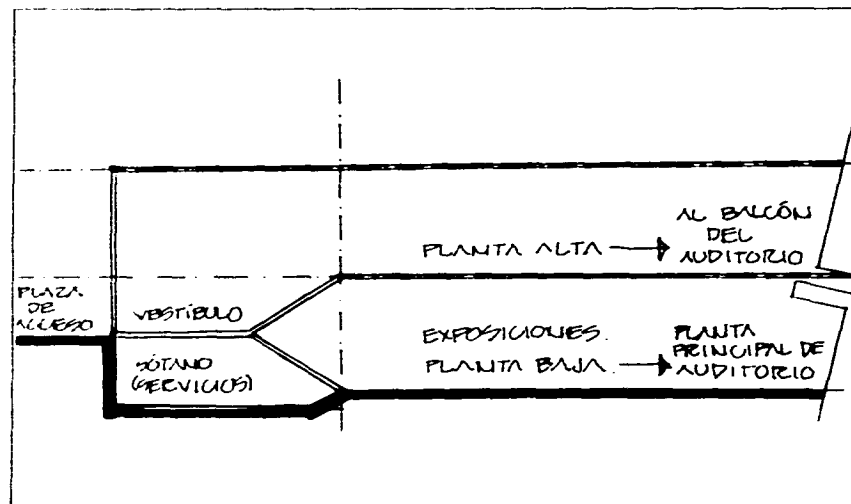 AL BALCÓN
DEL
AUDITORIO
PLANTA ALTA
PLAZA
DE
ACCESO
VESTÍBULO
SÓTANO
(SERVICIOS)
EXPOSICIONES.
PLANTA BAJA
PLANTA
PRINCIPAL DE
AUDITORIO